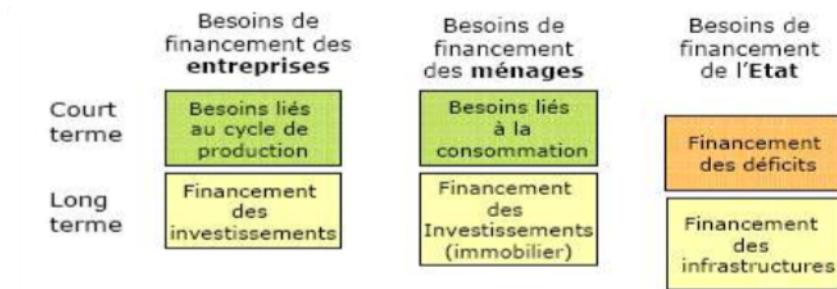 Besoins de
financement des
entreprises
Besoins de
financement
des ménages
Besoins de
financement
de l'Etat
Court
terme
Besoins liés
au cycle de
production
Besoins liés
à la
consommation
Financement
des déficits
Long
terme
Financement
des
investissements
Financement
des
Investissements
(immobilier)
Financement
des
infrastructures